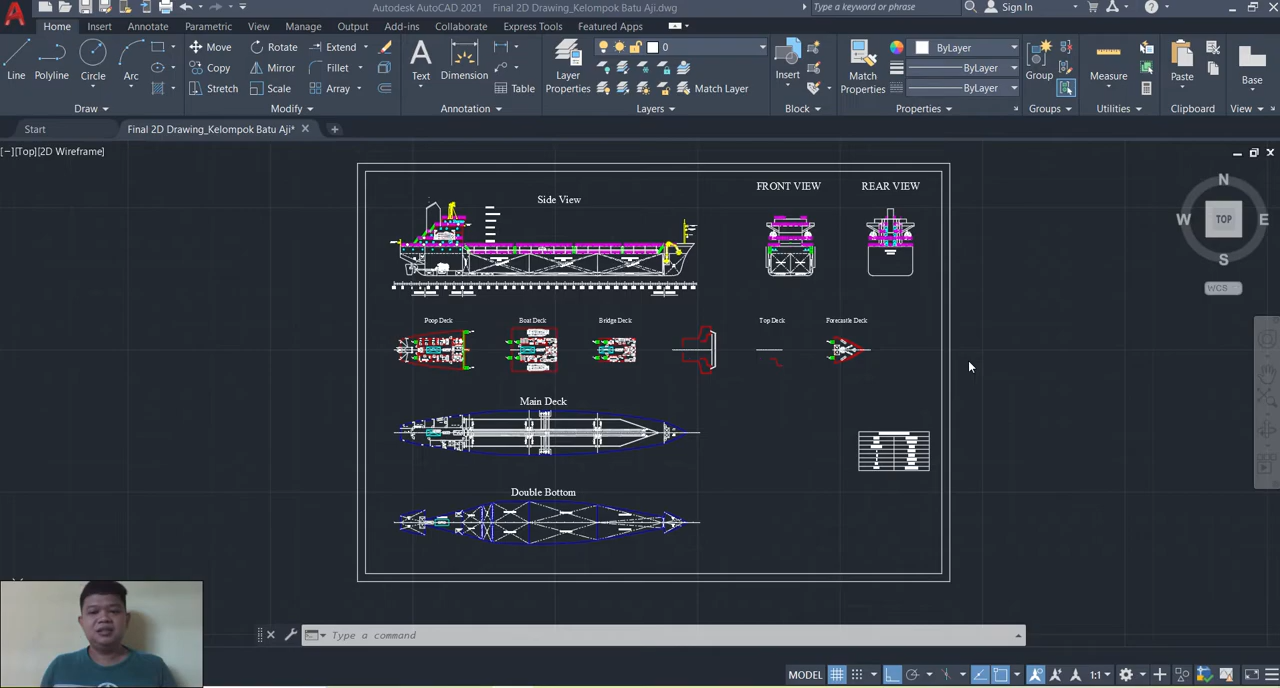 Autodesk AutoCAD 2021 Final 2D Drawing_Kelompok Batu Aji.dwg
Type a keyword or phrase
Sign In
Home Insert Annotate Parametric View Manage Output Add-ins Collaborate Express Tools Featured Apps
Line Polyline Circle Arc
Move Rotate Extend
Copy Mirror Fillet
Stretch Scale Array
Text Dimension Table
Layer Properties
0
Match Layer
Insert
Match Properties
ByLayer
ByLayer
ByLayer
Group
Measure
Paste
Base
Draw Modify Annotation Layers Block Properties Groups Utilities Clipboard View
Start
Final 2D Drawing_Kelompok Batu Aji*
[−][Top][2D Wireframe]
Side View
FRONT VIEW
REAR VIEW
N
W TOP E
S
WCS
Poop Deck
Boat Deck
Bridge Deck
Top Deck
Forecastle Deck
Main Deck
Double Bottom
Type a command
MODEL
1:1